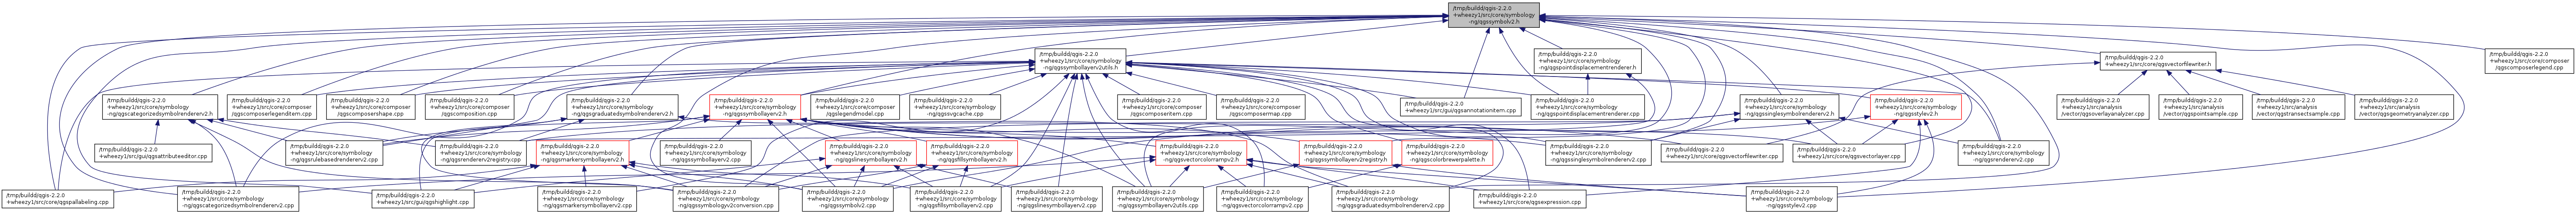 /tmp/buildd/qgis-2.2.0
+wheezy1/src/core/symbology
-ng/qgssymbolv2.h
/tmp/buildd/qgis-2.2.0
+wheezy1/src/core/symbology
-ng/qgssymbollayerv2utils.h
/tmp/buildd/qgis-2.2.0
+wheezy1/src/core/symbology
-ng/qgspointdisplacementrenderer.h
/tmp/buildd/qgis-2.2.0
+wheezy1/src/core/qgsvectorfilewriter.h
/tmp/buildd/qgis-2.2.0
+wheezy1/src/core/composer
/qgscomposerlegend.cpp
/tmp/buildd/qgis-2.2.0
+wheezy1/src/core/symbology
-ng/qgscategorizedsymbolrendererv2.h
/tmp/buildd/qgis-2.2.0
+wheezy1/src/core/composer
/qgscomposerlegenditem.cpp
/tmp/buildd/qgis-2.2.0
+wheezy1/src/core/composer
/qgscomposershape.cpp
/tmp/buildd/qgis-2.2.0
+wheezy1/src/core/composer
/qgscomposition.cpp
/tmp/buildd/qgis-2.2.0
+wheezy1/src/core/symbology
-ng/qgsgraduatedsymbolrendererv2.h
/tmp/buildd/qgis-2.2.0
+wheezy1/src/core/symbology
-ng/qgssymbollayerv2.h
/tmp/buildd/qgis-2.2.0
+wheezy1/src/core/composer
/qgslegendmodel.cpp
/tmp/buildd/qgis-2.2.0
+wheezy1/src/core/symbology
-ng/qgssvgcache.cpp
/tmp/buildd/qgis-2.2.0
+wheezy1/src/core/composer
/qgscomposeritem.cpp
/tmp/buildd/qgis-2.2.0
+wheezy1/src/core/composer
/qgscomposermap.cpp
/tmp/buildd/qgis-2.2.0
+wheezy1/src/gui/qgsannotationitem.cpp
/tmp/buildd/qgis-2.2.0
+wheezy1/src/core/symbology
-ng/qgspointdisplacementrenderer.cpp
/tmp/buildd/qgis-2.2.0
+wheezy1/src/core/symbology
-ng/qgssinglesymbolrendererv2.h
/tmp/buildd/qgis-2.2.0
+wheezy1/src/core/symbology
-ng/qgsstylev2.h
/tmp/buildd/qgis-2.2.0
+wheezy1/src/analysis
/vector/qgsoverlayanalyzer.cpp
/tmp/buildd/qgis-2.2.0
+wheezy1/src/analysis
/vector/qgspointsample.cpp
/tmp/buildd/qgis-2.2.0
+wheezy1/src/analysis
/vector/qgstransectsample.cpp
/tmp/buildd/qgis-2.2.0
+wheezy1/src/analysis
/vector/qgsgeometryanalyzer.cpp
/tmp/buildd/qgis-2.2.0
+wheezy1/src/gui/qgsattributeeditor.cpp
/tmp/buildd/qgis-2.2.0
+wheezy1/src/core/symbology
-ng/qgsrulebasedrendererv2.cpp
/tmp/buildd/qgis-2.2.0
+wheezy1/src/core/symbology
-ng/qgsrendererv2registry.cpp
/tmp/buildd/qgis-2.2.0
+wheezy1/src/core/symbology
-ng/qgsmarkersymbollayerv2.h
/tmp/buildd/qgis-2.2.0
+wheezy1/src/core/symbology
-ng/qgssymbollayerv2.cpp
/tmp/buildd/qgis-2.2.0
+wheezy1/src/core/symbology
-ng/qgslinesymbollayerv2.h
/tmp/buildd/qgis-2.2.0
+wheezy1/src/core/symbology
-ng/qgsfillsymbollayerv2.h
/tmp/buildd/qgis-2.2.0
+wheezy1/src/core/symbology
-ng/qgsvectorcolorrampv2.h
/tmp/buildd/qgis-2.2.0
+wheezy1/src/core/symbology
-ng/qgssymbollayerv2registry.h
/tmp/buildd/qgis-2.2.0
+wheezy1/src/core/symbology
-ng/qgscolorbrewerpalette.h
/tmp/buildd/qgis-2.2.0
+wheezy1/src/core/symbology
-ng/qgssinglesymbolrendererv2.cpp
/tmp/buildd/qgis-2.2.0
+wheezy1/src/core/qgsvectorfilewriter.cpp
/tmp/buildd/qgis-2.2.0
+wheezy1/src/core/qgsvectorlayer.cpp
/tmp/buildd/qgis-2.2.0
+wheezy1/src/core/symbology
-ng/qgsrendererv2.cpp
/tmp/buildd/qgis-2.2.0
+wheezy1/src/core/qgspallabeling.cpp
/tmp/buildd/qgis-2.2.0
+wheezy1/src/core/symbology
-ng/qgscategorizedsymbolrendererv2.cpp
/tmp/buildd/qgis-2.2.0
+wheezy1/src/gui/qgshighlight.cpp
/tmp/buildd/qgis-2.2.0
+wheezy1/src/core/symbology
-ng/qgsmarkersymbollayerv2.cpp
/tmp/buildd/qgis-2.2.0
+wheezy1/src/core/symbology
-ng/qgssymbologyv2conversion.cpp
/tmp/buildd/qgis-2.2.0
+wheezy1/src/core/symbology
-ng/qgssymbolv2.cpp
/tmp/buildd/qgis-2.2.0
+wheezy1/src/core/symbology
-ng/qgsfillsymbollayerv2.cpp
/tmp/buildd/qgis-2.2.0
+wheezy1/src/core/symbology
-ng/qgslinesymbollayerv2.cpp
/tmp/buildd/qgis-2.2.0
+wheezy1/src/core/symbology
-ng/qgssymbollayerv2utils.cpp
/tmp/buildd/qgis-2.2.0
+wheezy1/src/core/symbology
-ng/qgsvectorcolorrampv2.cpp
/tmp/buildd/qgis-2.2.0
+wheezy1/src/core/symbology
-ng/qgsgraduatedsymbolrendererv2.cpp
/tmp/buildd/qgis-2.2.0
+wheezy1/src/core/qgsexpression.cpp
/tmp/buildd/qgis-2.2.0
+wheezy1/src/core/symbology
-ng/qgsstylev2.cpp